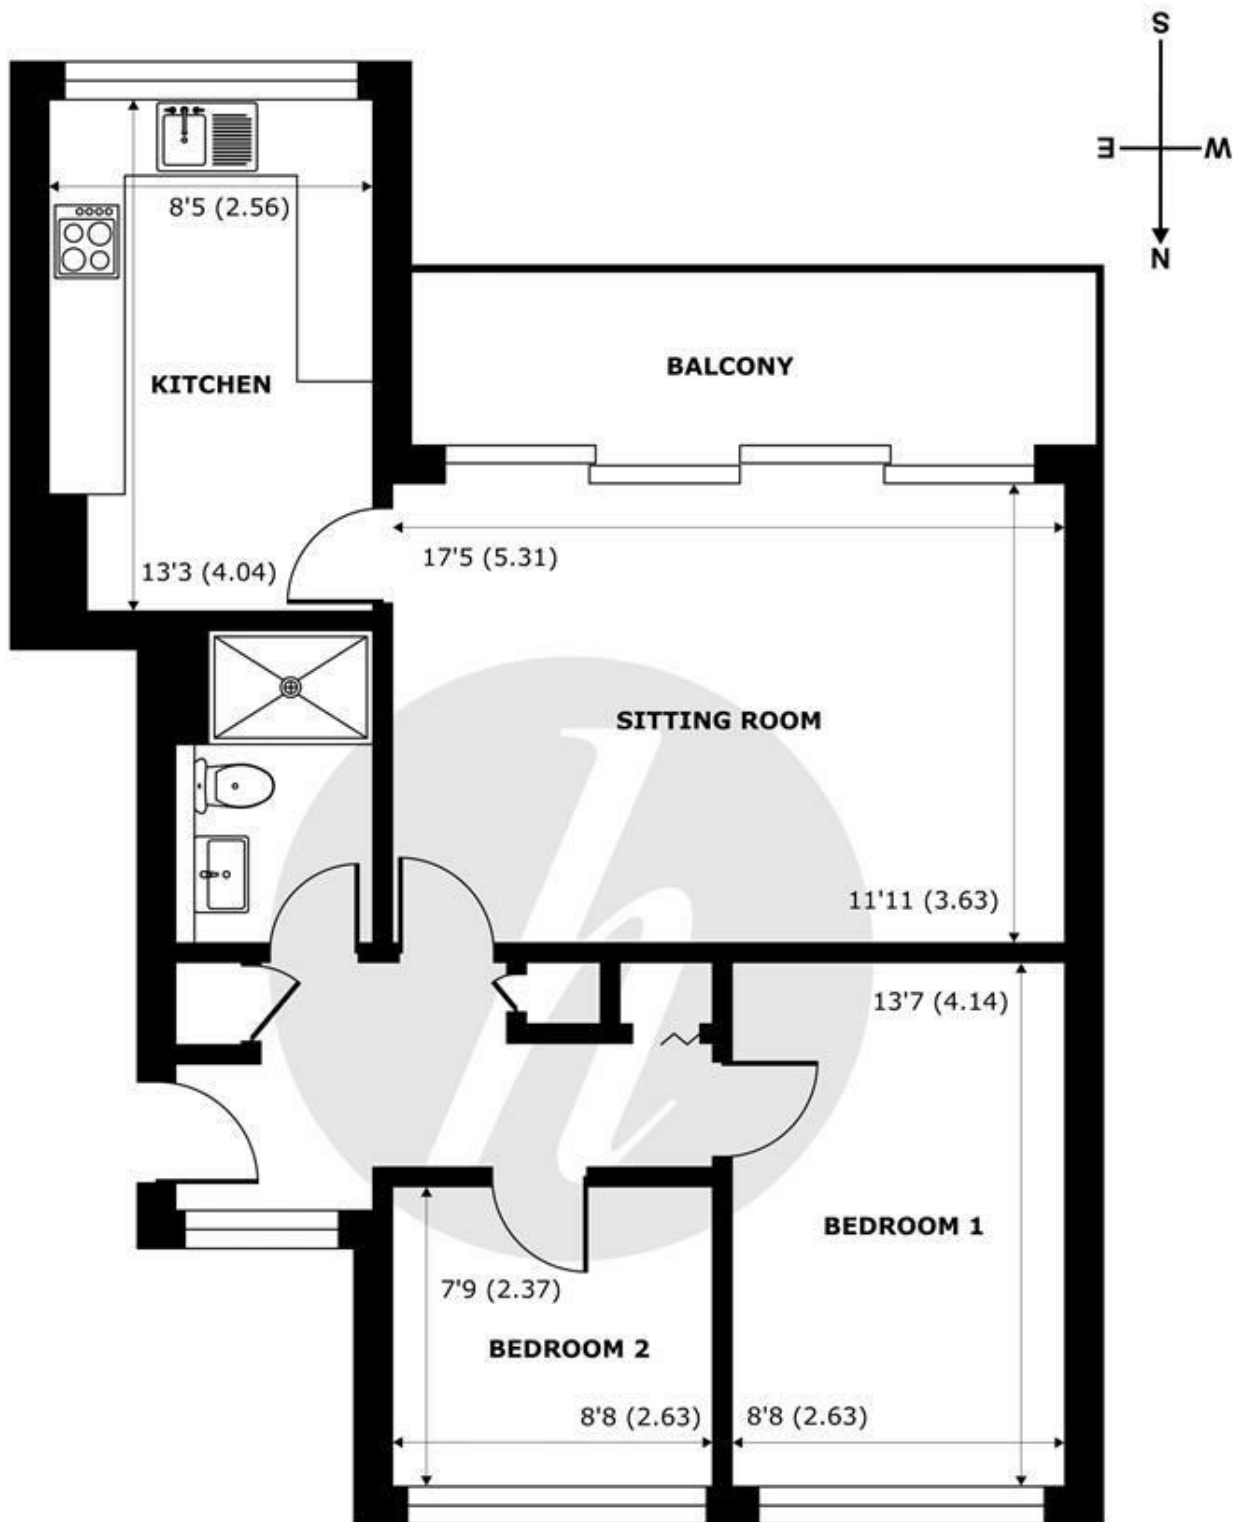 S
E W
N
8'5 (2.56)
KITCHEN
BALCONY
13'3 (4.04)
17'5 (5.31)
SITTING ROOM
11'11 (3.63)
13'7 (4.14)
BEDROOM 1
7'9 (2.37)
BEDROOM 2
8'8 (2.63)
8'8 (2.63)
h